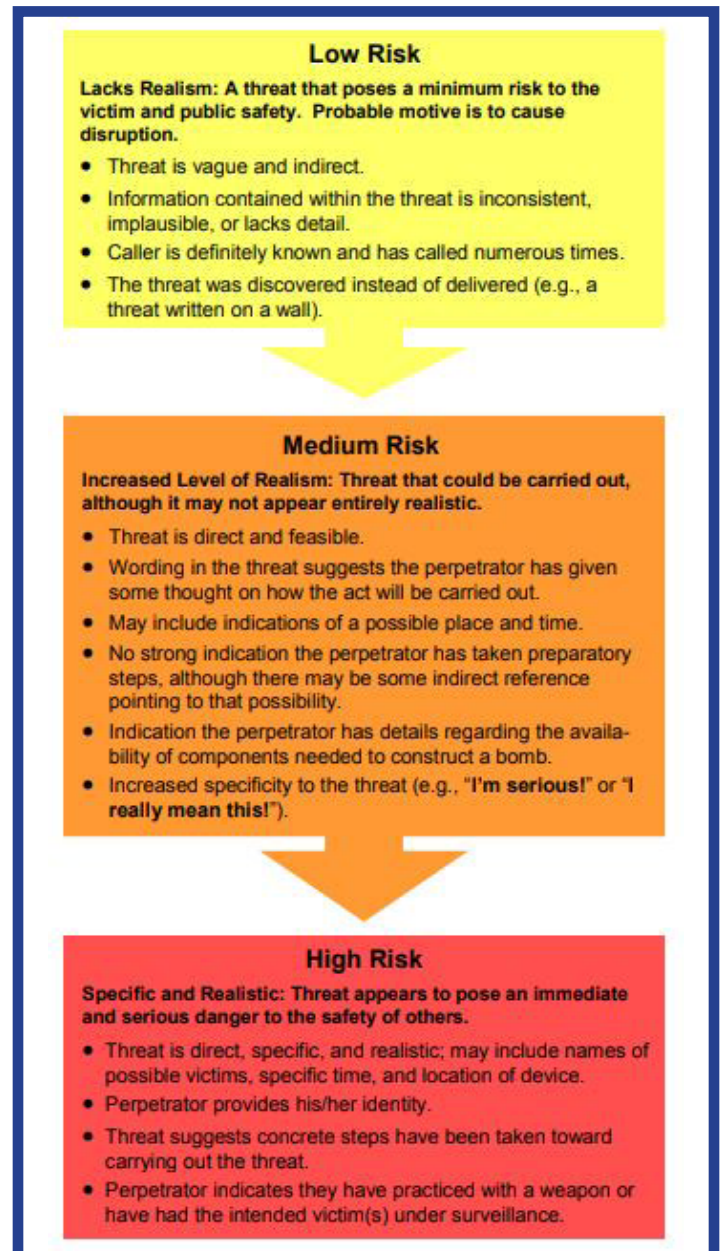 Low Risk
Lacks Realism: A threat that poses a minimum risk to the
victim and public safety. Probable motive is to cause
disruption.
• Threat is vague and indirect.
• Information contained within the threat is inconsistent,
implausible, or lacks detail.
• Caller is definitely known and has called numerous times.
• The threat was discovered instead of delivered (e.g., a
threat written on a wall).
Medium Risk
Increased Level of Realism: Threat that could be carried out,
although it may not appear entirely realistic.
• Threat is direct and feasible.
• Wording in the threat suggests the perpetrator has given
some thought on how the act will be carried out.
• May include indications of a possible place and time.
• No strong indication the perpetrator has taken preparatory
steps, although there may be some indirect reference
pointing to that possibility.
• Indication the perpetrator has details regarding the availa-
bility of components needed to construct a bomb.
• Increased specificity to the threat (e.g., “I’m serious!” or “I
really mean this!”).
High Risk
Specific and Realistic: Threat appears to pose an immediate
and serious danger to the safety of others.
• Threat is direct, specific, and realistic; may include names of
possible victims, specific time, and location of device.
• Perpetrator provides his/her identity.
• Threat suggests concrete steps have been taken toward
carrying out the threat.
• Perpetrator indicates they have practiced with a weapon or
have had the intended victim(s) under surveillance.